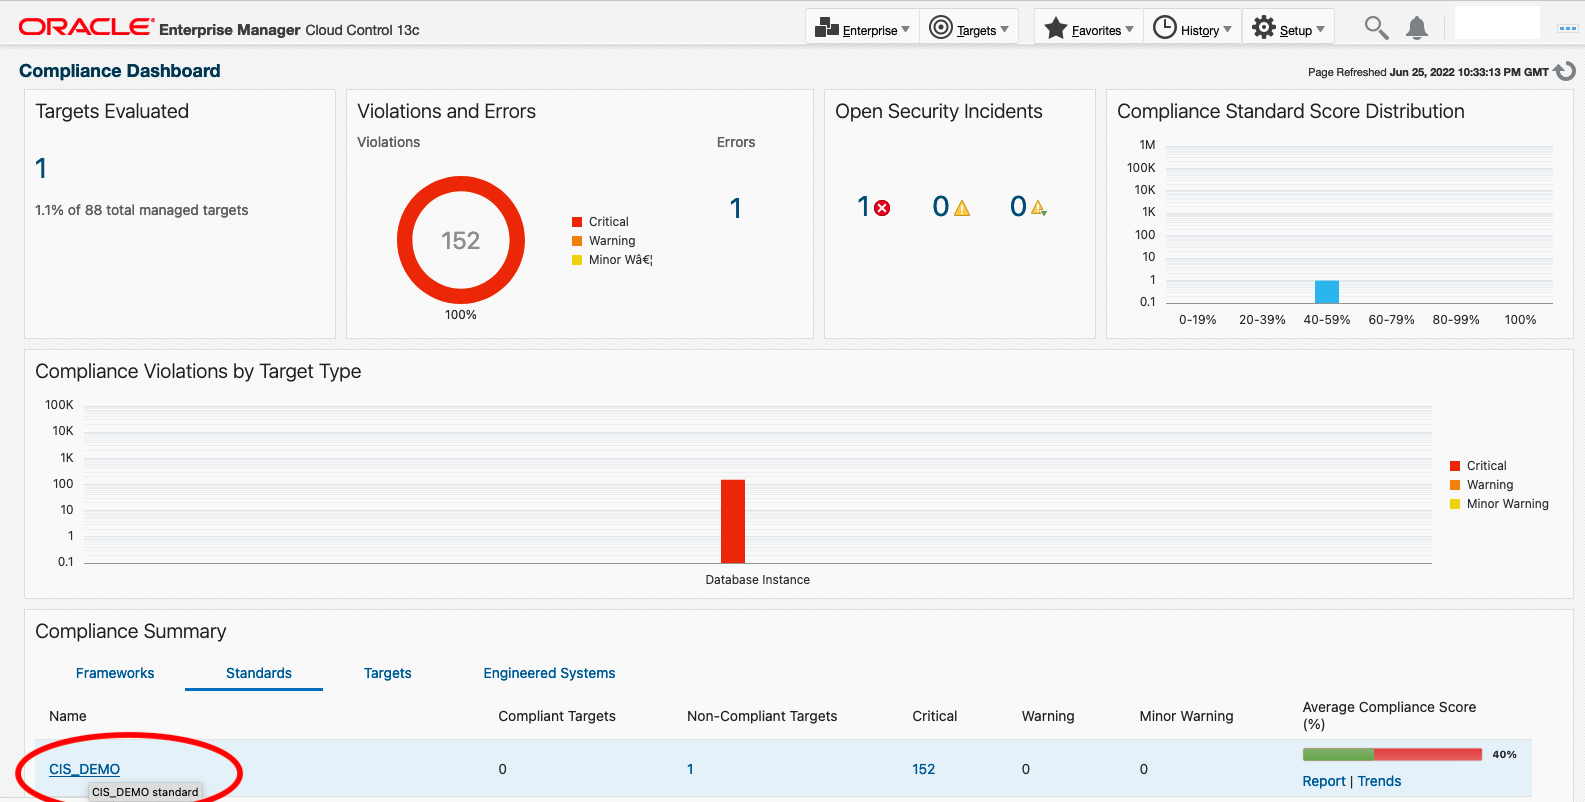 ORACLE Enterprise Manager Cloud Control 13c
Enterprise Targets Favorites History Setup
Compliance Dashboard
Page Refreshed Jun 25, 2022 10:33:13 PM GMT
Targets Evaluated
1
1.1% of 88 total managed targets
Violations and Errors
Violations
Errors
152
100%
Critical
Warning
Minor Wâ€¦
1
Open Security Incidents
1 0 0
Compliance Standard Score Distribution
1M
100K
10K
1K
100
10
1
0.1
0-19% 20-39% 40-59% 60-79% 80-99% 100%
Compliance Violations by Target Type
100K
10K
1K
100
10
1
0.1
Database Instance
Critical
Warning
Minor Warning
Compliance Summary
Frameworks Standards Targets Engineered Systems
Name Compliant Targets Non-Compliant Targets Critical Warning Minor Warning Average Compliance Score
(%)
CIS_DEMO 0 1 152 0 0 40%
Report | Trends
CIS_DEMO standard